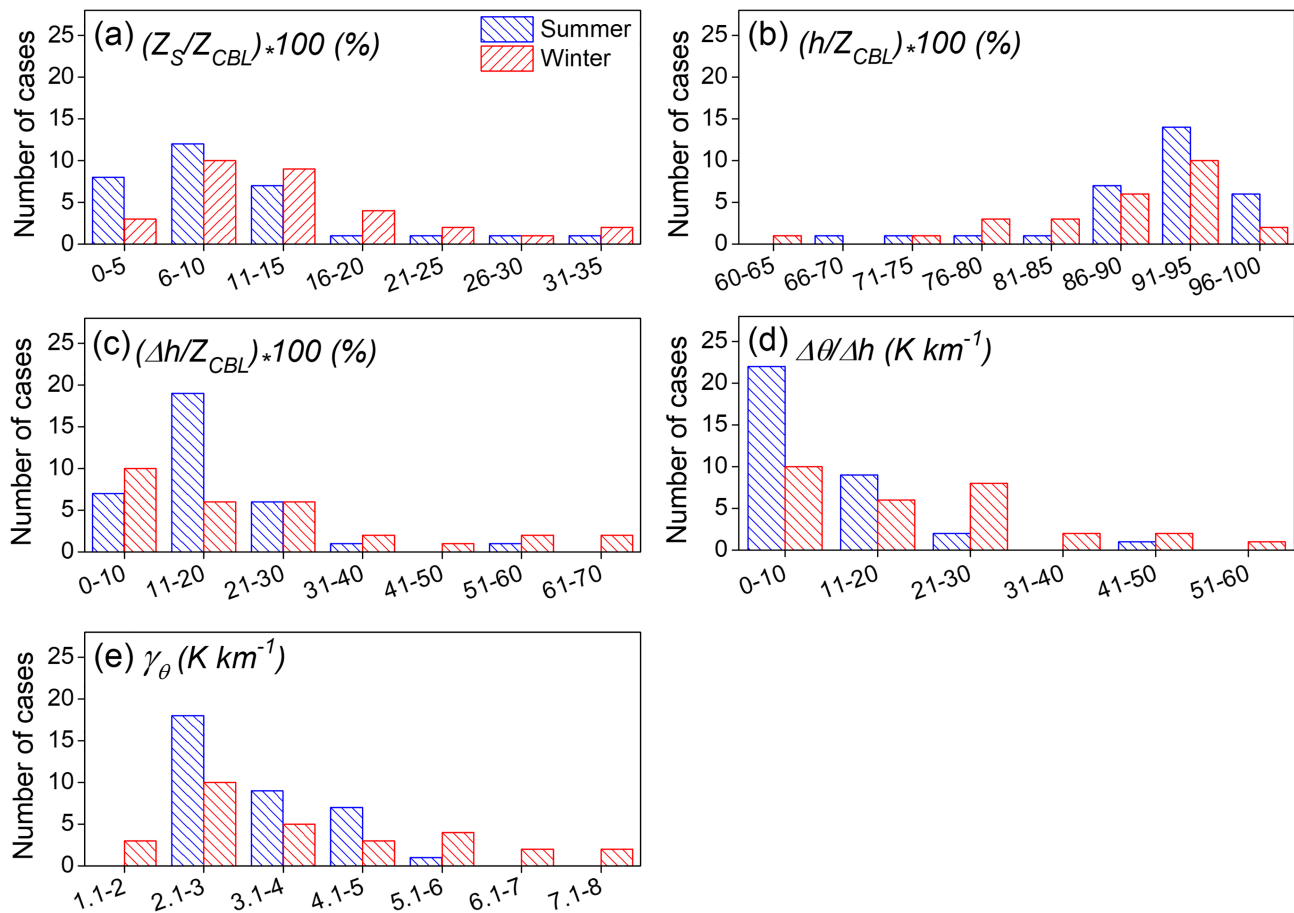 (a) (Z_S/Z_CBL)*100 (%)
Summer
Winter
Number of cases
25
20
15
10
5
0
0-5 6-10 11-15 16-20 21-25 26-30 31-35
(b) (h/Z_CBL)*100 (%)
Number of cases
25
20
15
10
5
0
60-65 66-70 71-75 76-80 81-85 86-90 91-95 96-100
(c) (Δh/Z_CBL)*100 (%)
Number of cases
25
20
15
10
5
0
0-10 11-20 21-30 31-40 41-50 51-60 61-70
(d) Δθ/Δh (K km⁻¹)
Number of cases
25
20
15
10
5
0
0-10 11-20 21-30 31-40 41-50 51-60
(e) γ_θ (K km⁻¹)
Number of cases
25
20
15
10
5
0
1.1-2 2.1-3 3.1-4 4.1-5 5.1-6 6.1-7 7.1-8